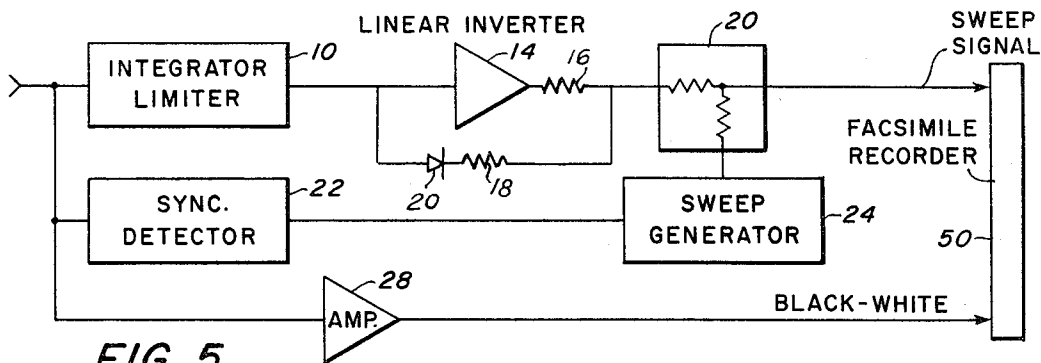 LINEAR INVERTER
20
SWEEP
SIGNAL
10
14
16
INTEGRATOR
LIMITER
FACSIMILE
RECORDER
20
18
22
SYNC.
DETECTOR
SWEEP
GENERATOR
24
50
28
AMP.
BLACK-WHITE
FIG. 5